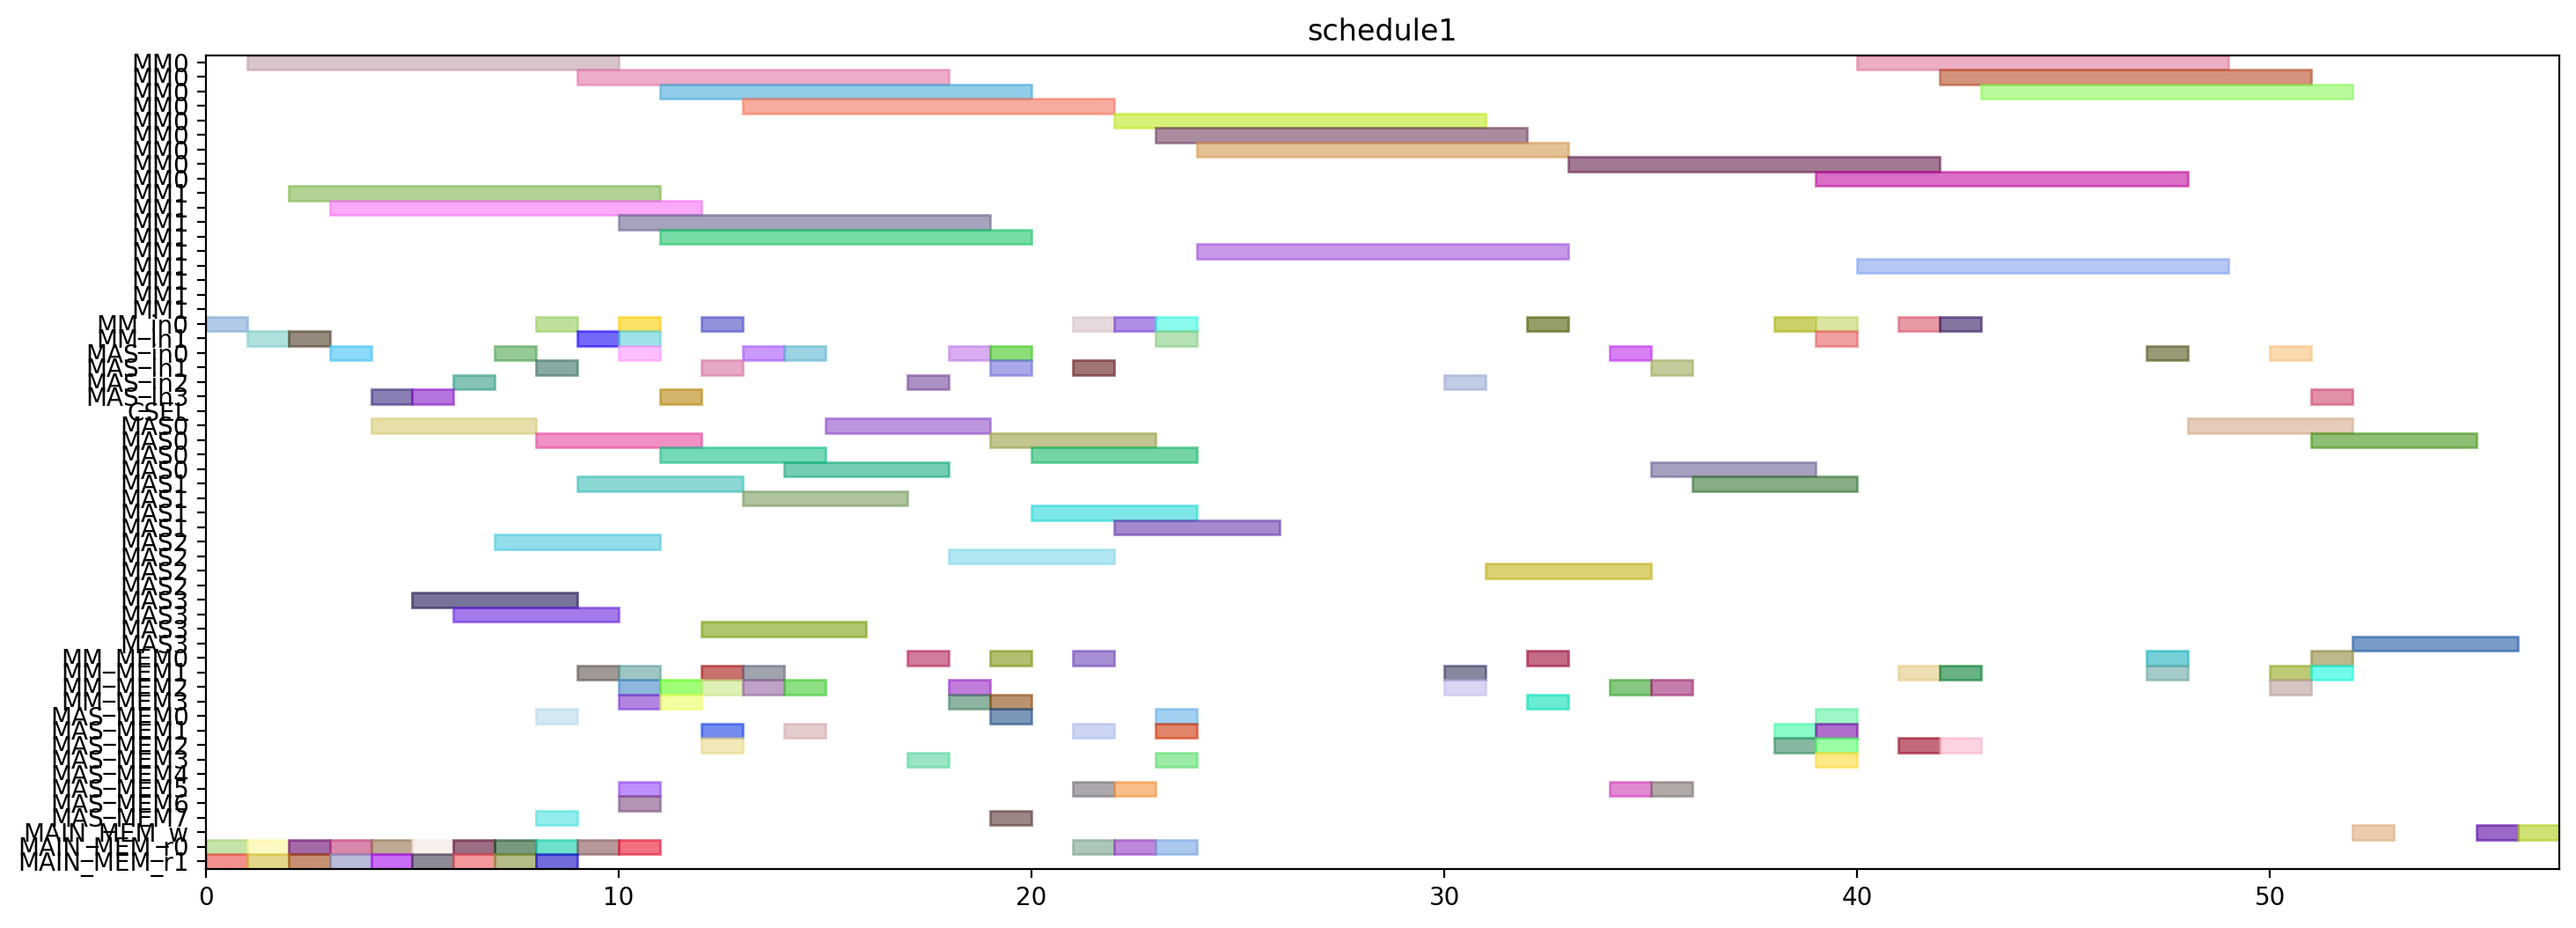 schedule1
MM0
MM0
MM0
MM0
MM0
MM0
MM0
MM0
MM0
MM1
MM1
MM1
MM1
MM1
MM1
MM1
MM1
MM1
MM_in0
MM_in1
MAS_in0
MAS_in1
MAS_in2
MAS_in3
CSEL
MAS0
MAS0
MAS0
MAS0
MAS1
MAS1
MAS1
MAS1
MAS2
MAS2
MAS2
MAS2
MAS3
MAS3
MAS3
MAS3
MM_MEM0
MM_MEM1
MM_MEM2
MM_MEM3
MAS_MEM0
MAS_MEM1
MAS_MEM2
MAS_MEM3
MAS_MEM4
MAS_MEM5
MAS_MEM6
MAS_MEM7
MAIN_MEM_w
MAIN_MEM_r0
MAIN_MEM_r1
0 10 20 30 40 50